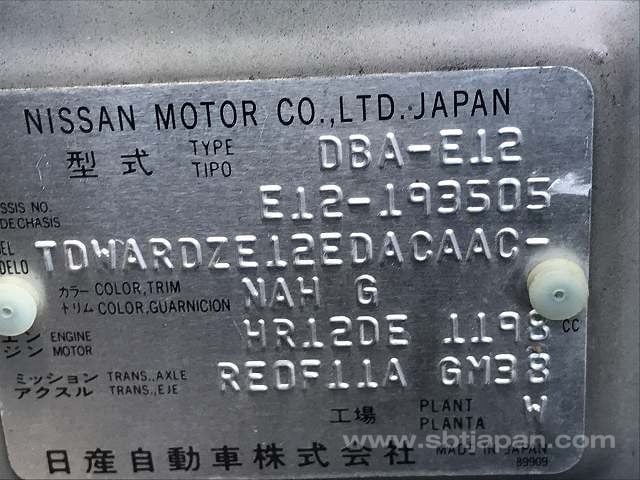 NISSAN MOTOR CO.,LTD.JAPAN
型式 TYPE TIPO DBA-E12
SSIS NO. DECHASIS E12-193505
EL DELO TDWARDZE12EDACAAC-
カラー COLOR,TRIM トリム COLOR,GUARNICION NAH G
エン ジン ENGINE MOTOR HR12DE 1198 CC
ミッション アクスル TRANS.,AXLE TRANS.,EJE REOF11A GM38
工場 PLANT PLANTA W
www.sbtjapan.com
日産自動車株式会社 MADE IN JAPAN
89909